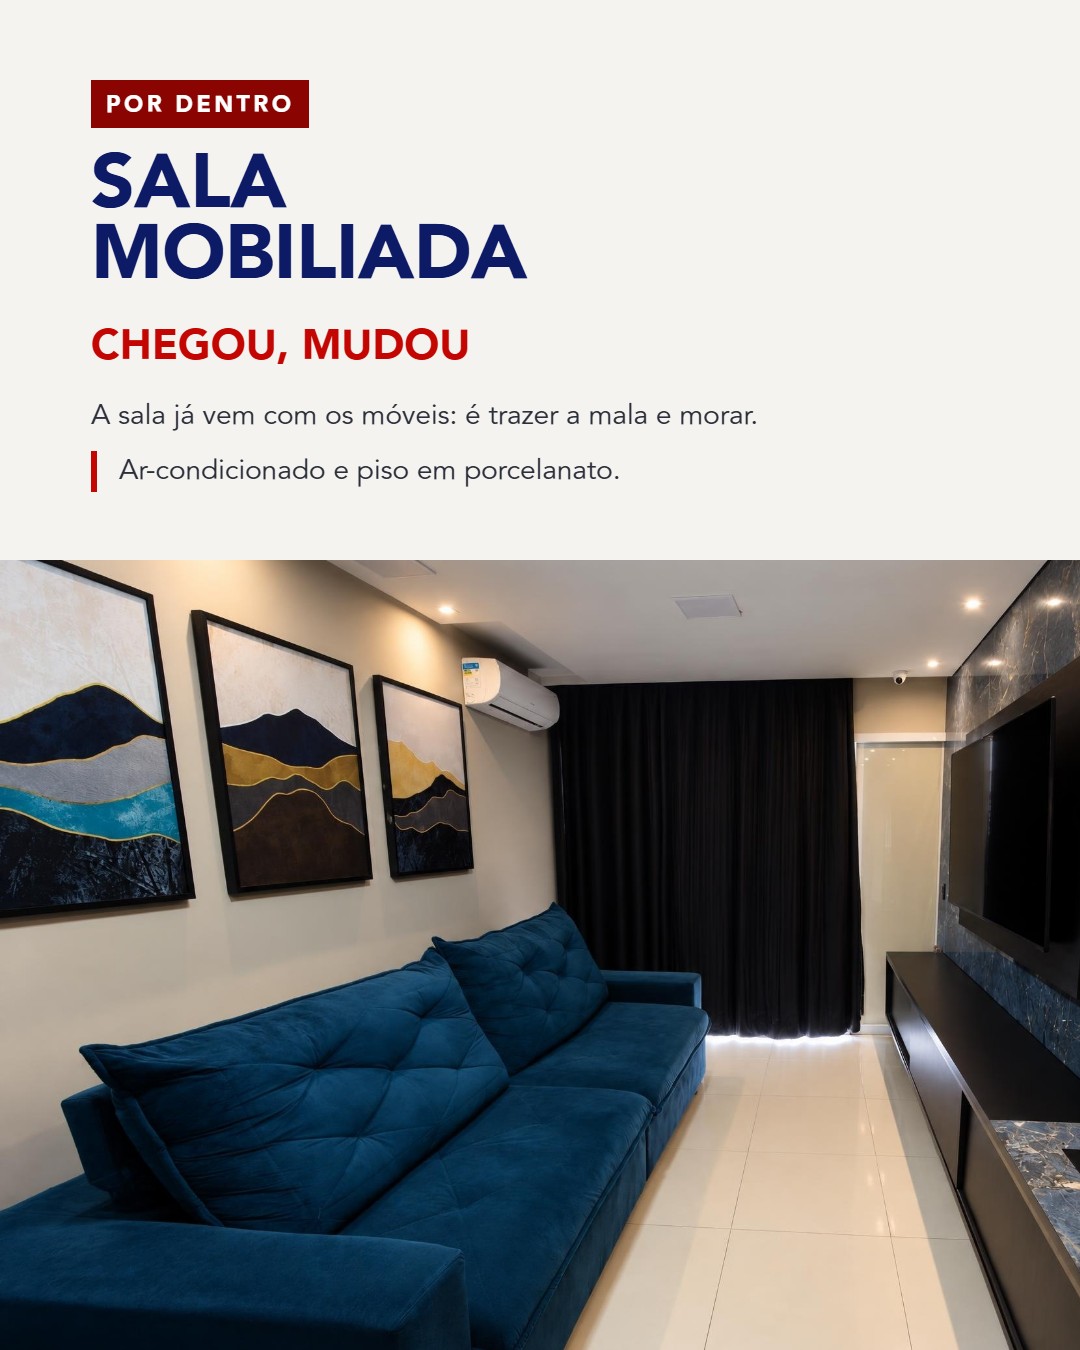 POR DENTRO
SALA
MOBILIADA
CHEGOU, MUDOU
A sala já vem com os móveis: é trazer a mala e morar.
Ar-condicionado e piso em porcelanato.